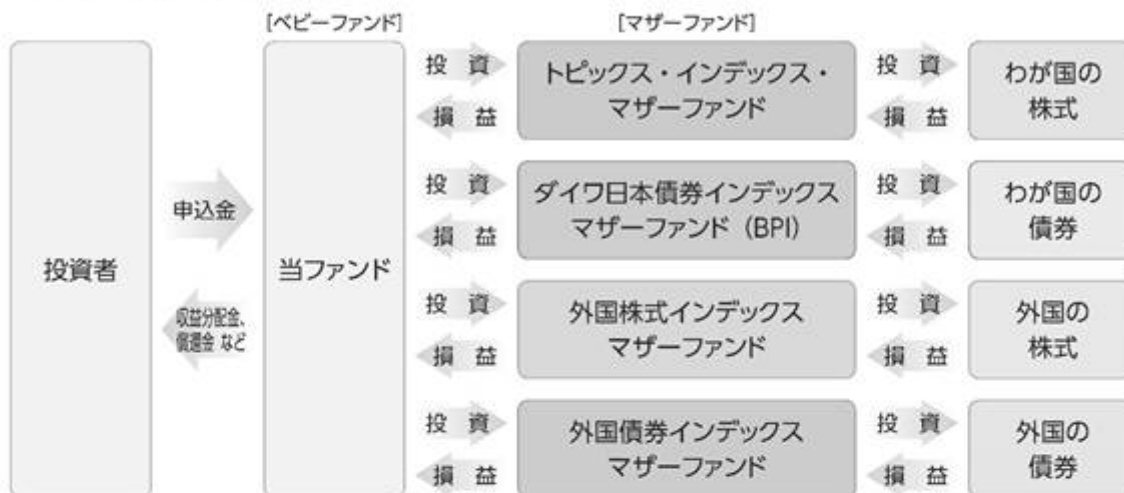 [ベビーファンド]
[マザーファンド]
投資者
申込金
収益分配金、
償還金 など
当ファンド
投 資
損 益
トピックス・インデックス・
マザーファンド
投 資
損 益
わが国の
株式
投 資
損 益
ダイワ日本債券インデックス
マザーファンド（BPI）
投 資
損 益
わが国の
債券
投 資
損 益
外国株式インデックス
マザーファンド
投 資
損 益
外国の
株式
投 資
損 益
外国債券インデックス
マザーファンド
投 資
損 益
外国の
債券